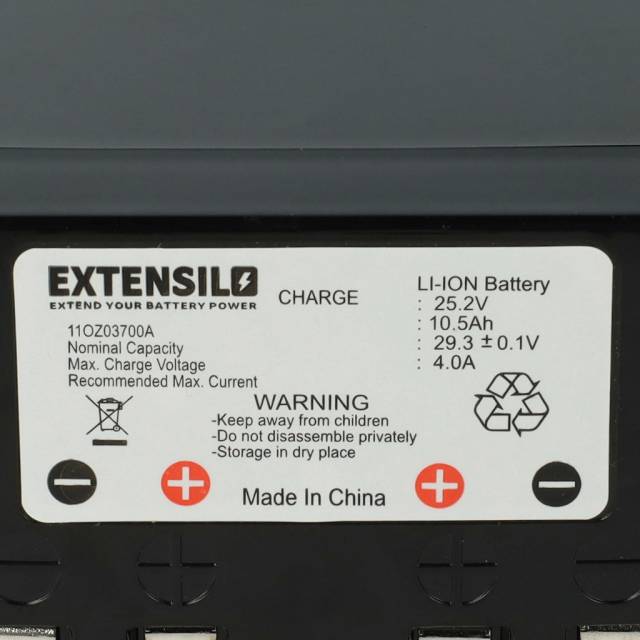 EXTENSILO
EXTEND YOUR BATTERY POWER
CHARGE
LI-ION Battery
11OZ03700A : 25.2V
Nominal Capacity : 10.5Ah
Max. Charge Voltage : 29.3 ± 0.1V
Recommended Max. Current : 4.0A
WARNING
-Keep away from children
-Do not disassemble privately
-Storage in dry place
− + Made In China + −
− + + −